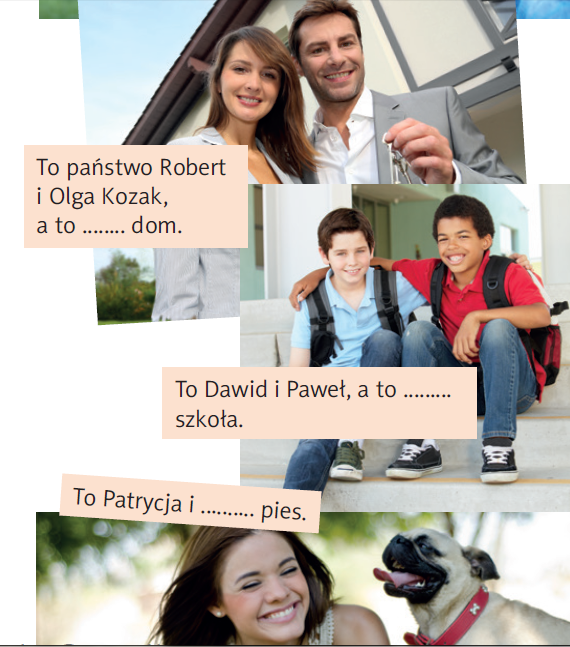 To państwo Robert
i Olga Kozak,
a to ........ dom.
To Dawid i Paweł, a to .........
szkoła.
To Patrycja i .......... pies.